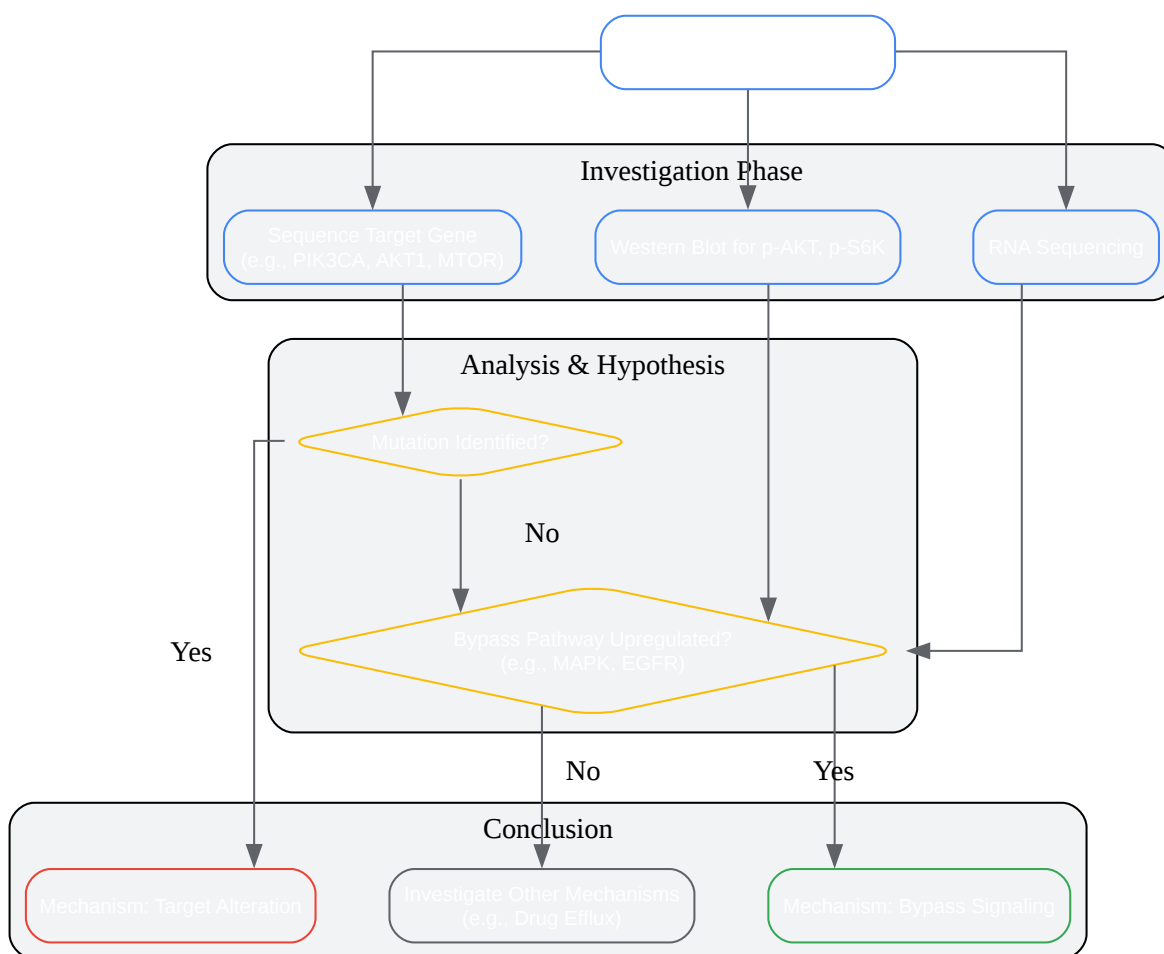 Investigation Phase
Sequence Target Gene
(e.g., PIK3CA, AKT1, MTOR)
Western Blot for p-AKT, p-S6K
RNA Sequencing
Analysis & Hypothesis
Mutation Identified?
No
Yes
Bypass Pathway Upregulated?
(e.g., MAPK, EGFR)
No
Yes
Conclusion
Mechanism: Target Alteration
Investigate Other Mechanisms
(e.g., Drug Efflux)
Mechanism: Bypass Signaling